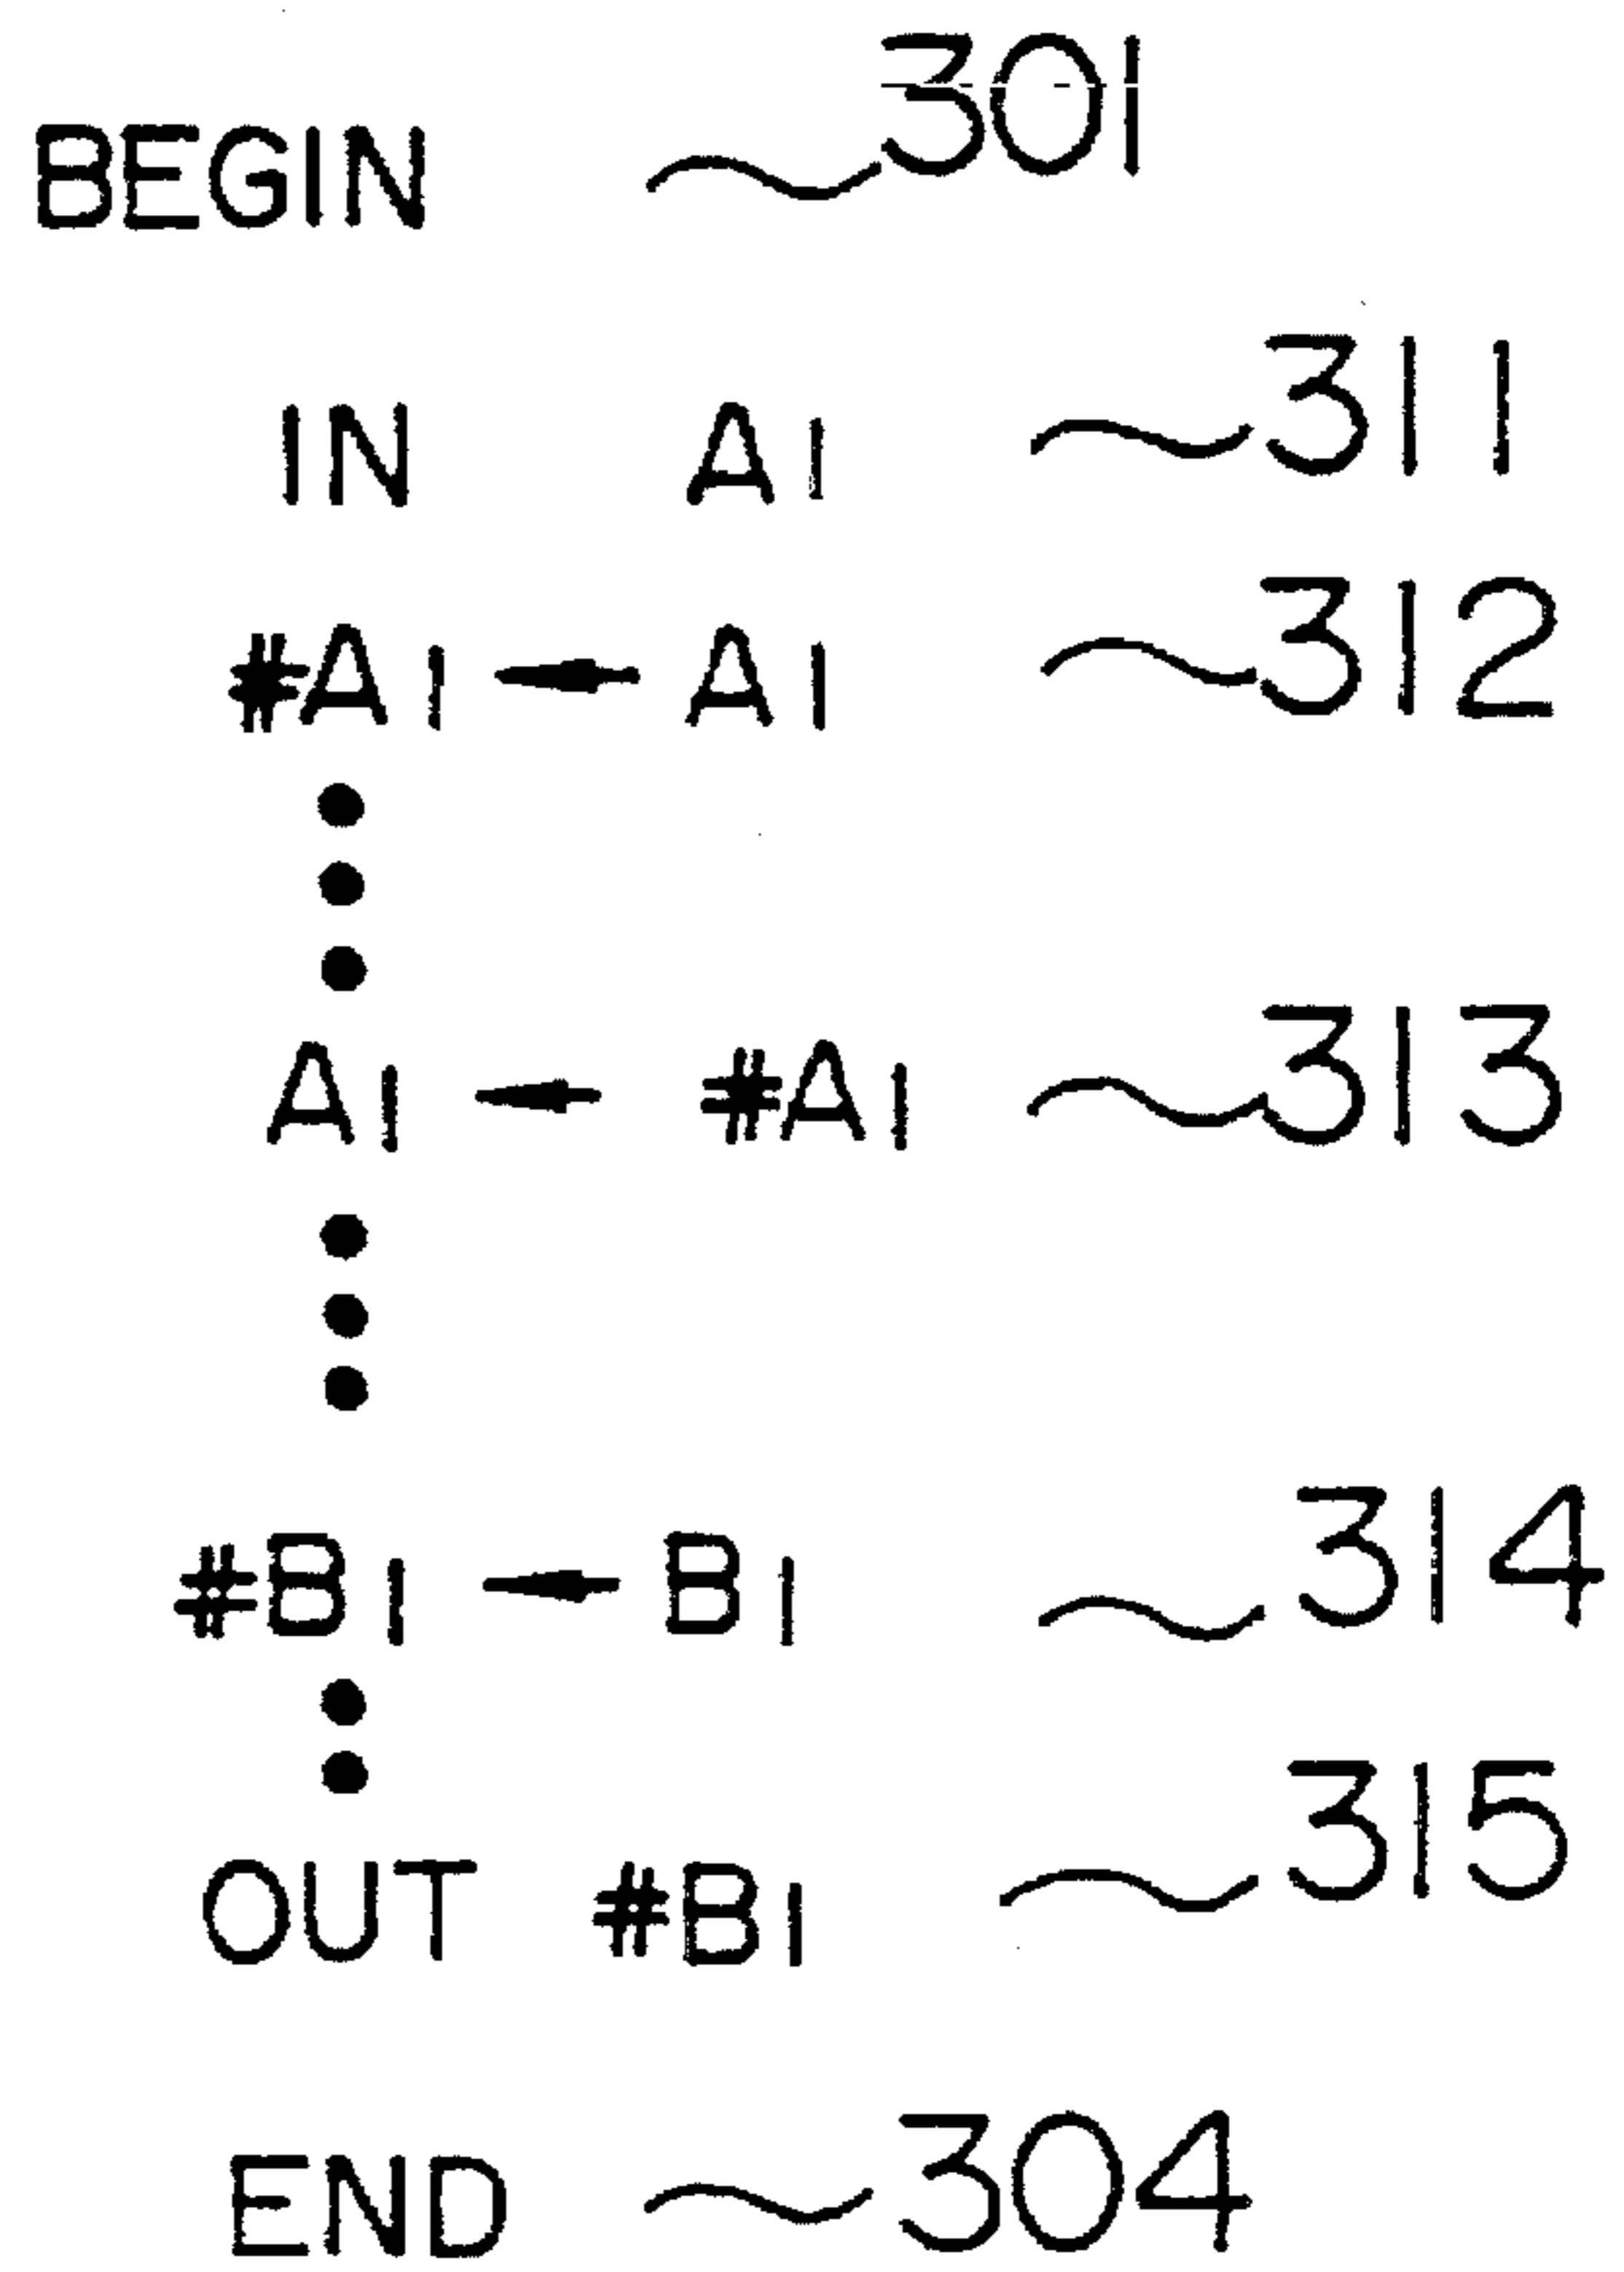 BEGIN ~301
IN A1 ~311
#A1 ← A1 ~312
A1 ← #A1 ~313
#B1 ← B1 ~314
OUT #B1 ~315
END ~304